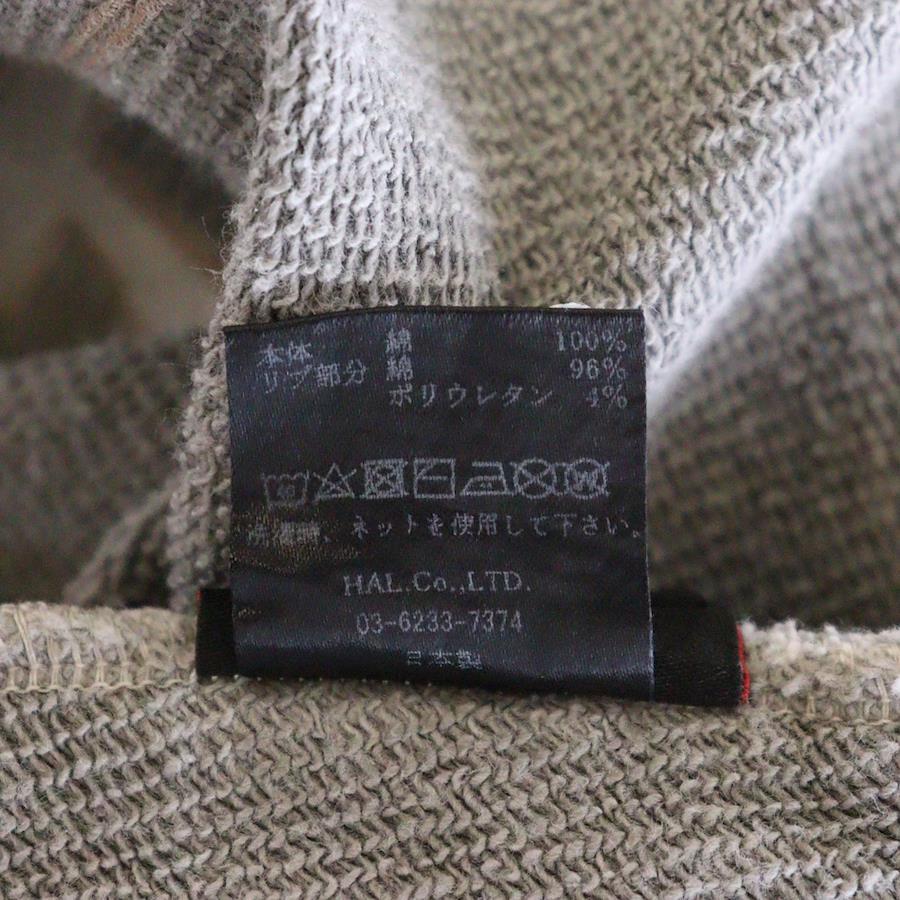 本体 綿 100%
リブ部分 綿 96%
ポリウレタン 4%
洗濯時、ネットを使用して下さい。
HAL.Co.,LTD.
03-6233-7374
日本製